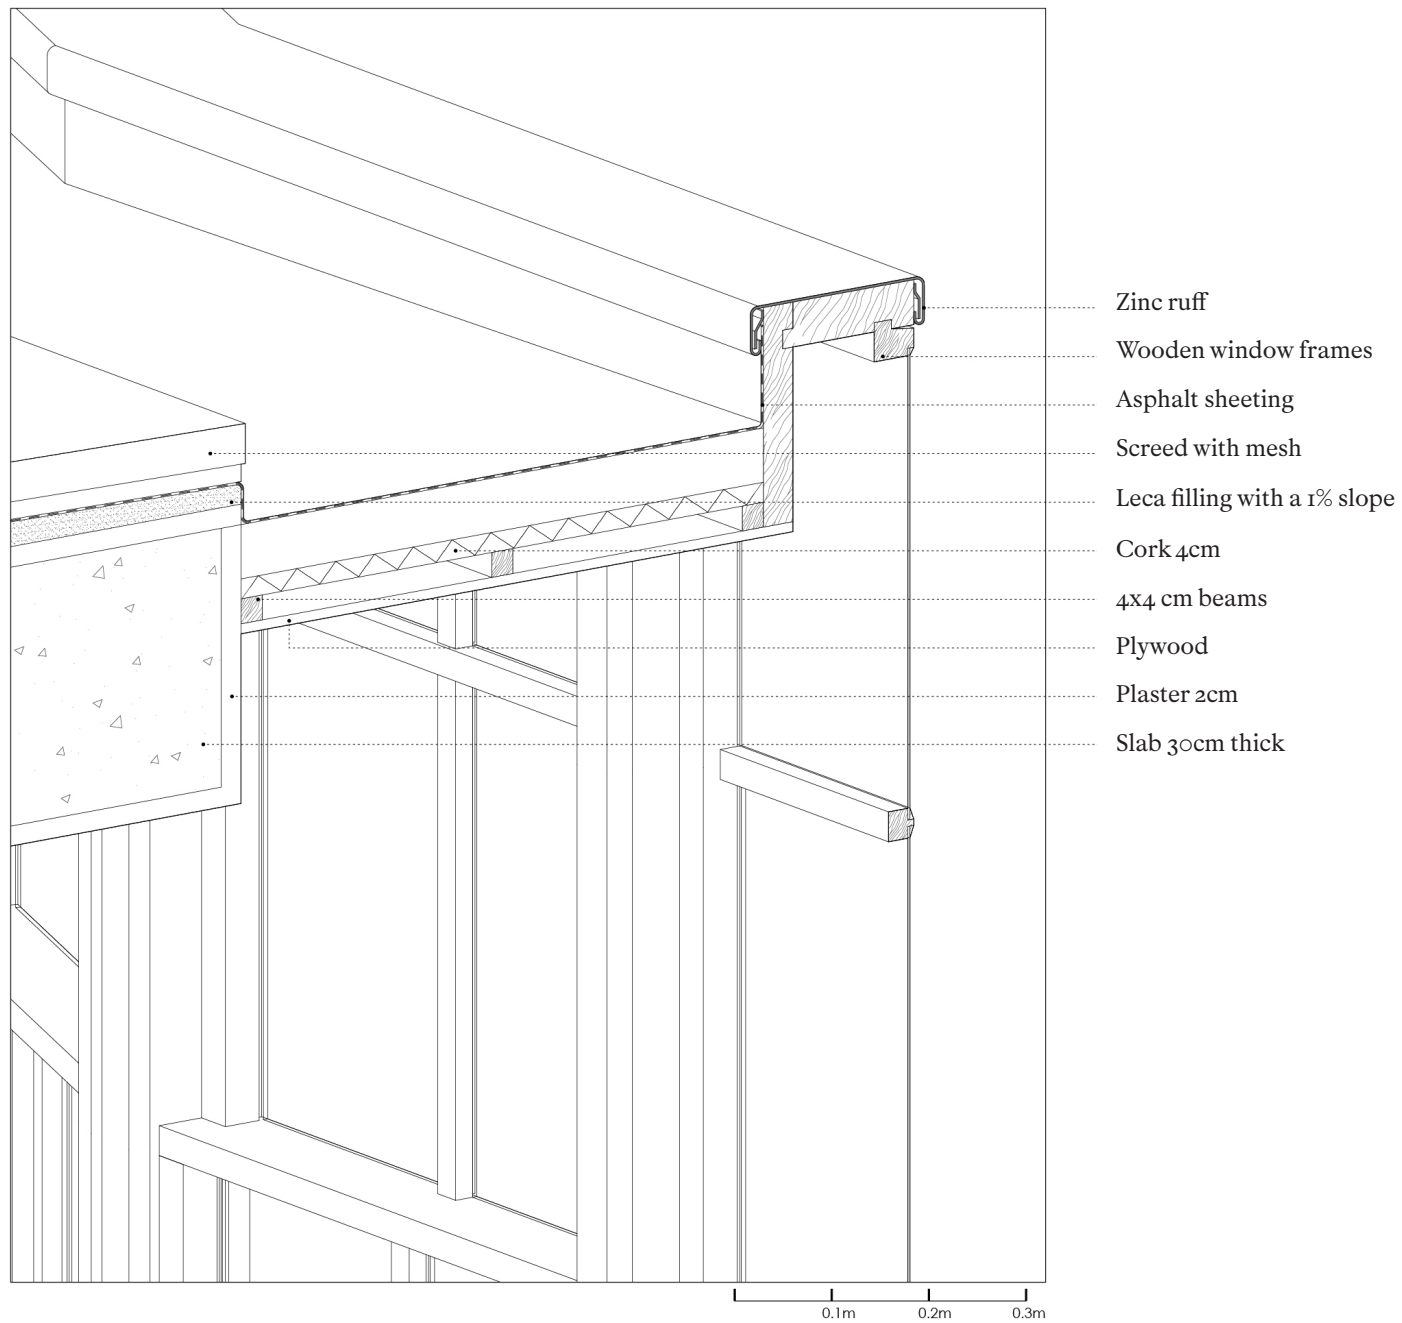 Zinc ruff
Wooden window frames
Asphalt sheeting
Screed with mesh
Leca filling with a 1% slope
Cork 4cm
4x4 cm beams
Plywood
Plaster 2cm
Slab 30cm thick
0.1m 0.2m 0.3m